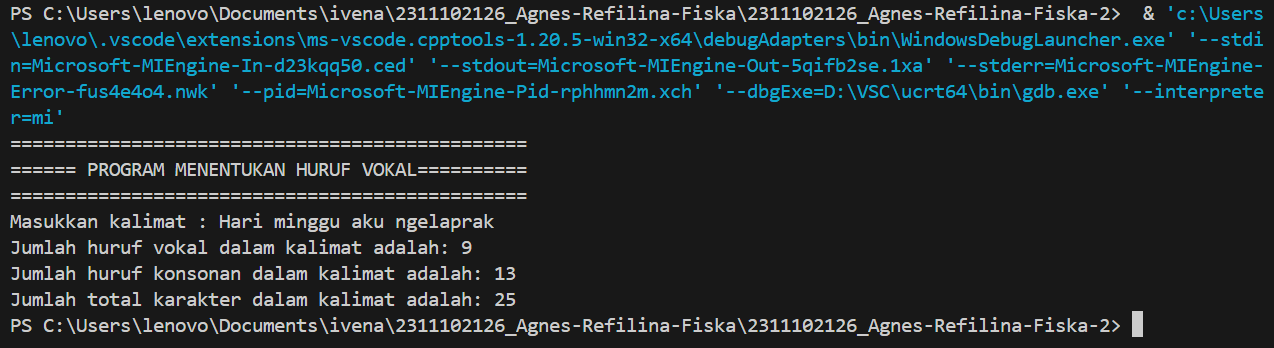 PS C:\Users\lenovo\Documents\ivena\2311102126_Agnes-Refilina-Fiska\2311102126_Agnes-Refilina-Fiska-2>  & 'c:\Users
\lenovo\.vscode\extensions\ms-vscode.cpptools-1.20.5-win32-x64\debugAdapters\bin\WindowsDebugLauncher.exe' '--stdi
n=Microsoft-MIEngine-In-d23kqq50.ced' '--stdout=Microsoft-MIEngine-Out-5qifb2se.1xa' '--stderr=Microsoft-MIEngine-
Error-fus4e4o4.nwk' '--pid=Microsoft-MIEngine-Pid-rphhmn2m.xch' '--dbgExe=D:\VSC\ucrt64\bin\gdb.exe' '--interprete
r=mi'
===============================================
====== PROGRAM MENENTUKAN HURUF VOKAL==========
===============================================
Masukkan kalimat : Hari minggu aku ngelaprak
Jumlah huruf vokal dalam kalimat adalah: 9
Jumlah huruf konsonan dalam kalimat adalah: 13
Jumlah total karakter dalam kalimat adalah: 25
PS C:\Users\lenovo\Documents\ivena\2311102126_Agnes-Refilina-Fiska\2311102126_Agnes-Refilina-Fiska-2>